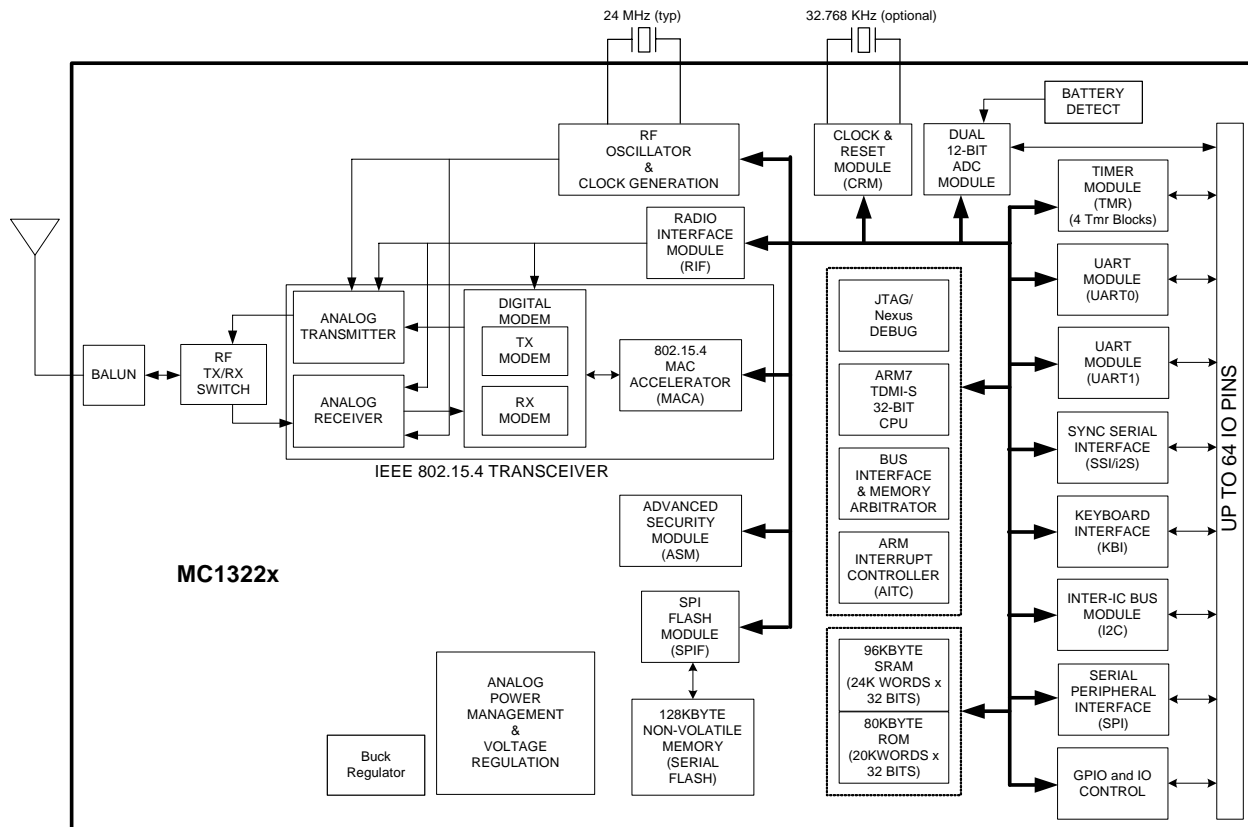 24 MHz (typ)
32.768 KHz (optional)
BATTERY
DETECT
RF
OSCILLATOR
&
CLOCK GENERATION
CLOCK &
RESET
MODULE
(CRM)
DUAL
12-BIT
ADC
MODULE
TIMER
MODULE
(TMR)
(4 Tmr Blocks)
RADIO
INTERFACE
MODULE
(RIF)
UART
MODULE
(UART0)
JTAG/
Nexus
DEBUG
ANALOG
TRANSMITTER
DIGITAL
MODEM
TX
MODEM
RX
MODEM
802.15.4
MAC
ACCELERATOR
(MACA)
UART
MODULE
(UART1)
BALUN
RF
TX/RX
SWITCH
ANALOG
RECEIVER
ARM7
TDMI-S
32-BIT
CPU
IEEE 802.15.4 TRANSCEIVER
SYNC SERIAL
INTERFACE
(SSI/i2S)
UP TO 64 IO PINS
BUS
INTERFACE
& MEMORY
ARBITRATOR
ADVANCED
SECURITY
MODULE
(ASM)
KEYBOARD
INTERFACE
(KBI)
ARM
INTERRUPT
CONTROLLER
(AITC)
MC1322x
SPI
FLASH
MODULE
(SPIF)
INTER-IC BUS
MODULE
(I2C)
ANALOG
POWER
MANAGEMENT
&
VOLTAGE
REGULATION
96KBYTE
SRAM
(24K WORDS x
32 BITS)
SERIAL
PERIPHERAL
INTERFACE
(SPI)
Buck
Regulator
128KBYTE
NON-VOLATILE
MEMORY
(SERIAL
FLASH)
80KBYTE
ROM
(20KWORDS x
32 BITS)
GPIO and IO
CONTROL